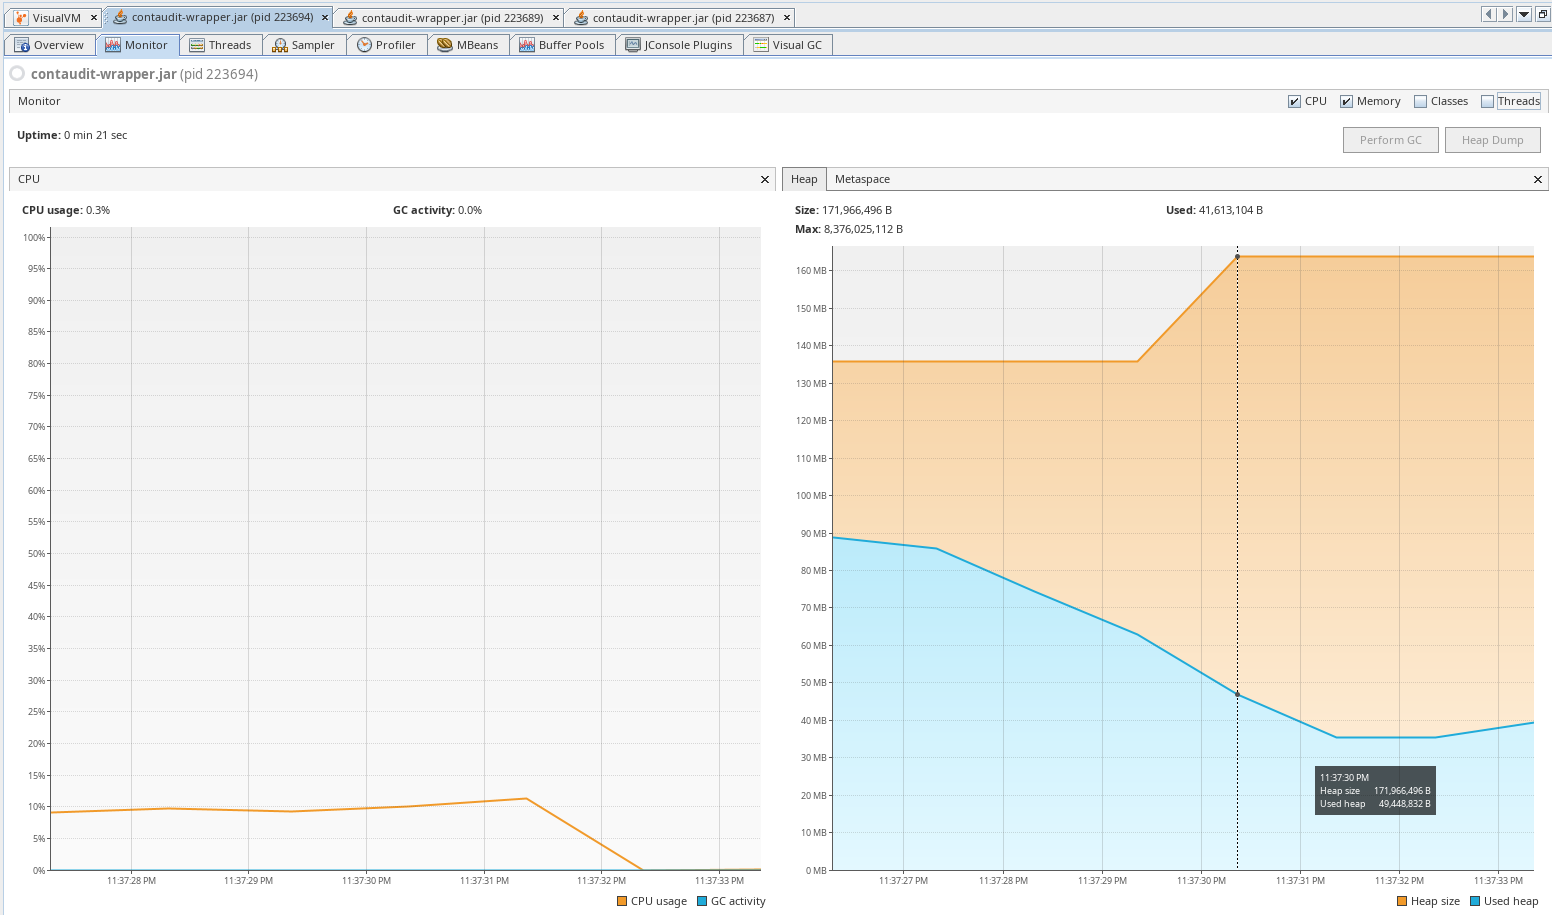 VisualVM × contaudit-wrapper.jar (pid 223694) × contaudit-wrapper.jar (pid 223689) × contaudit-wrapper.jar (pid 223687) ×
Overview Monitor Threads Sampler Profiler MBeans Buffer Pools JConsole Plugins Visual GC
contaudit-wrapper.jar (pid 223694)
Monitor CPU Memory Classes Threads
Uptime: 0 min 21 sec
Perform GC Heap Dump
CPU ×
CPU usage: 0.3% GC activity: 0.0%
100%
95%
90%
85%
80%
75%
70%
65%
60%
55%
50%
45%
40%
35%
30%
25%
20%
15%
10%
5%
0%
11:37:28 PM 11:37:29 PM 11:37:30 PM 11:37:31 PM 11:37:32 PM 11:37:33 PM
CPU usage GC activity
Heap Metaspace ×
Size: 171,966,496 B Used: 41,613,104 B
Max: 8,376,025,112 B
160 MB
150 MB
140 MB
130 MB
120 MB
110 MB
100 MB
90 MB
80 MB
70 MB
60 MB
50 MB
40 MB
30 MB
20 MB
10 MB
0 MB
11:37:30 PM
Heap size 171,966,496 B
Used heap 49,448,832 B
11:37:27 PM 11:37:28 PM 11:37:29 PM 11:37:30 PM 11:37:31 PM 11:37:32 PM 11:37:33 PM
Heap size Used heap